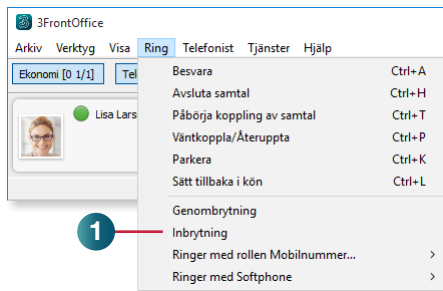 3FrontOffice
Arkiv Verktyg Visa Ring Telefonist Tjänster Hjälp
Ekonomi [0 1/1] Tel
Besvara Ctrl+A
Avsluta samtal Ctrl+H
Lisa Lars
Påbörja koppling av samtal Ctrl+T
Väntkoppla/Återuppta Ctrl+P
Parkera Ctrl+K
Sätt tillbaka i kön Ctrl+L
Genombrytning
1 Inbrytning
Ringer med rollen Mobilnummer... >
Ringer med Softphone >